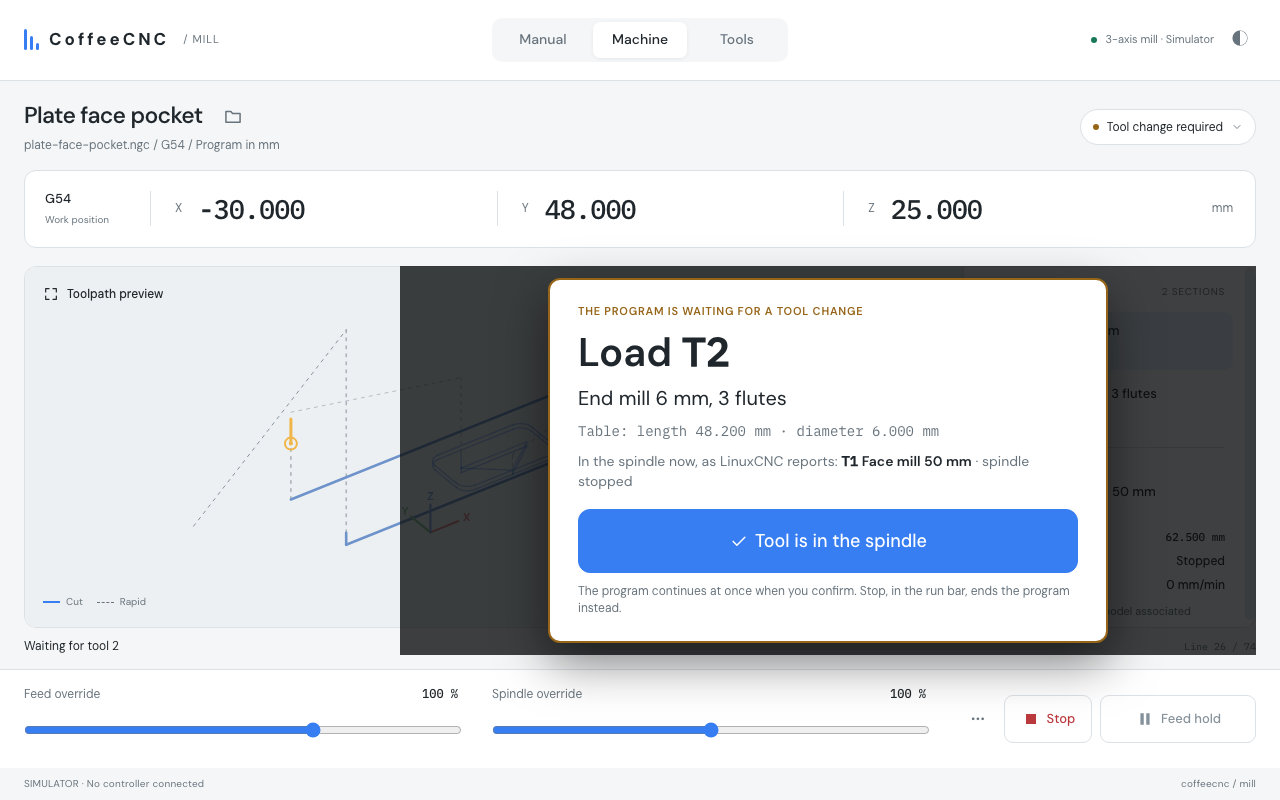 CoffeeCNC / MILL
Manual Machine Tools
3-axis mill · Simulator
Plate face pocket
plate-face-pocket.ngc / G54 / Program in mm
Tool change required
G54
Work position
X -30.000
Y 48.000
Z 25.000
mm
Toolpath preview
2 SECTIONS
THE PROGRAM IS WAITING FOR A TOOL CHANGE
Load T2
End mill 6 mm, 3 flutes
Table: length 48.200 mm · diameter 6.000 mm
In the spindle now, as LinuxCNC reports: T1 Face mill 50 mm · spindle
stopped
Tool is in the spindle
The program continues at once when you confirm. Stop, in the run bar, ends the program
instead.
3 flutes
50 mm
62.500 mm
Stopped
0 mm/min
associated
Z
Y
X
Cut Rapid
Waiting for tool 2
Line 26 / 74
Feed override 100 %
Spindle override 100 %
Stop
Feed hold
SIMULATOR · No controller connected
coffeecnc / mill